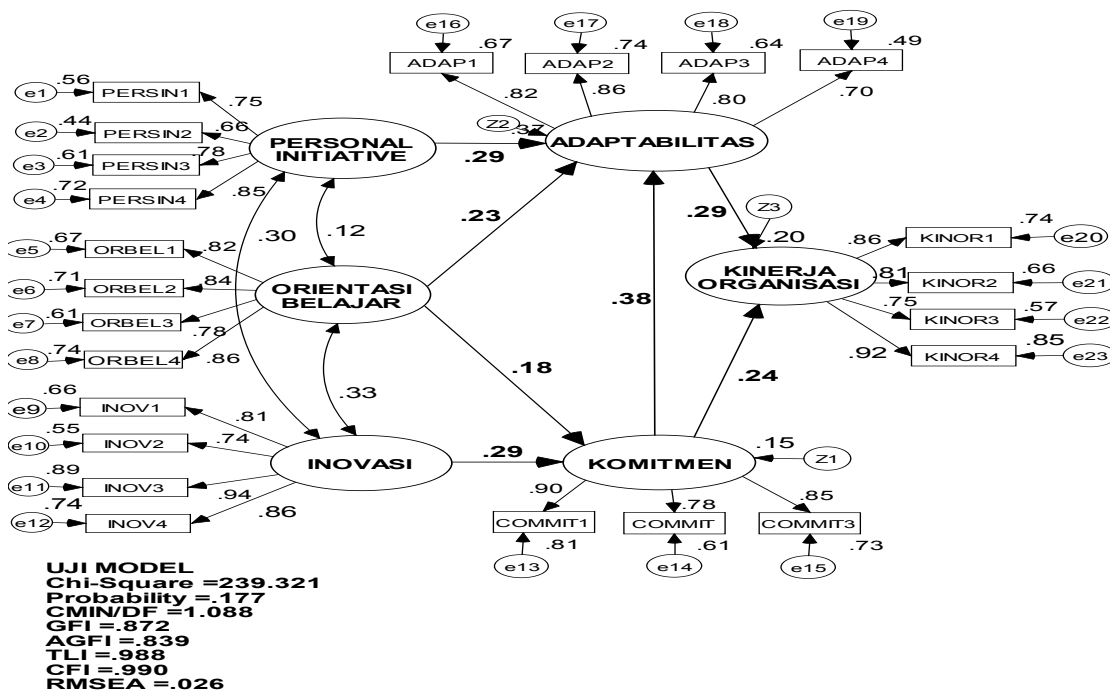 e16 .67 ADAP1
e17 .74 ADAP2
e18 .64 ADAP3
e19 .49 ADAP4
.82 .86 .80 .70
e1 .56 PERSIN1 .75
e2 .44 PERSIN2 .66
e3 .61 PERSIN3 .78
e4 .72 PERSIN4 .85
PERSONAL
INITIATIVE
Z2 .37
ADAPTABILITAS
.29
.23
.30
.12
.38
.29
Z3
.20
KINERJA
ORGANISASI
.86 KINOR1 .74 e20
.81 KINOR2 .66 e21
.75 KINOR3 .57 e22
.92 KINOR4 .85 e23
e5 .67 ORBEL1 .82
e6 .71 ORBEL2 .84
e7 .61 ORBEL3 .78
e8 .74 ORBEL4 .86
ORIENTASI
BELAJAR
.18
.24
.33
e9 .66 INOV1 .81
e10 .55 INOV2 .74
e11 .89 INOV3 .94
e12 .74 INOV4 .86
INOVASI
.29
KOMITMEN
.15 Z1
.90 .78 .85
COMMIT1 COMMIT COMMIT3
.81 .61 .73
e13 e14 e15
UJI MODEL
Chi-Square =239.321
Probability =.177
CMIN/DF =1.088
GFI =.872
AGFI =.839
TLI =.988
CFI =.990
RMSEA =.026